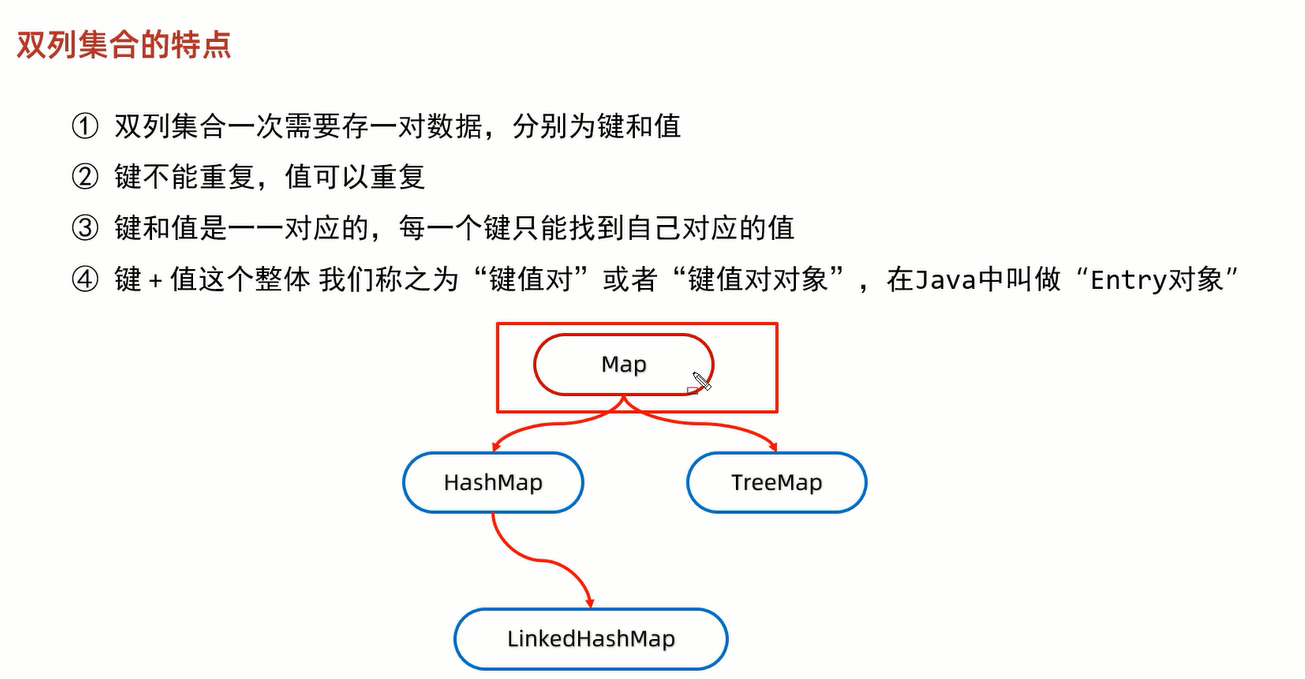 双列集合的特点
① 双列集合一次需要存一对数据，分别为键和值
② 键不能重复，值可以重复
③ 键和值是一一对应的，每一个键只能找到自己对应的值
④ 键 + 值这个整体 我们称之为“键值对”或者“键值对对象”，在Java中叫做“Entry对象”
Map
HashMap
TreeMap
LinkedHashMap